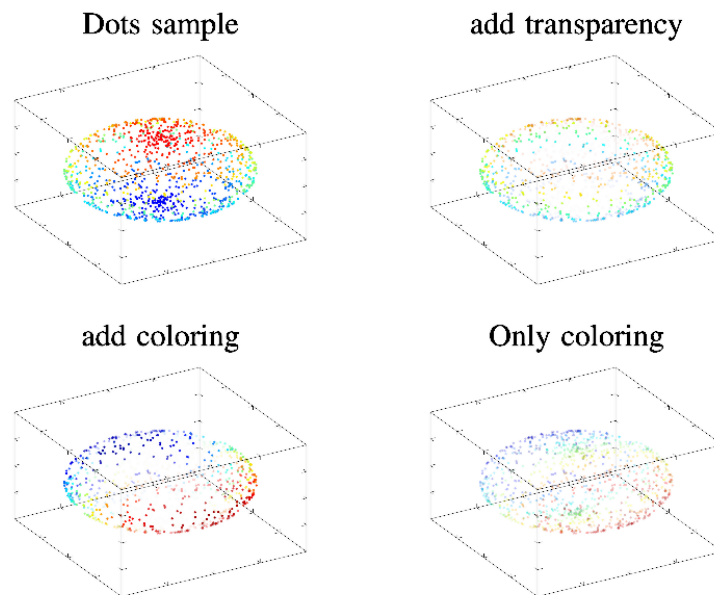 Dots sample
add transparency
add coloring
Only coloring